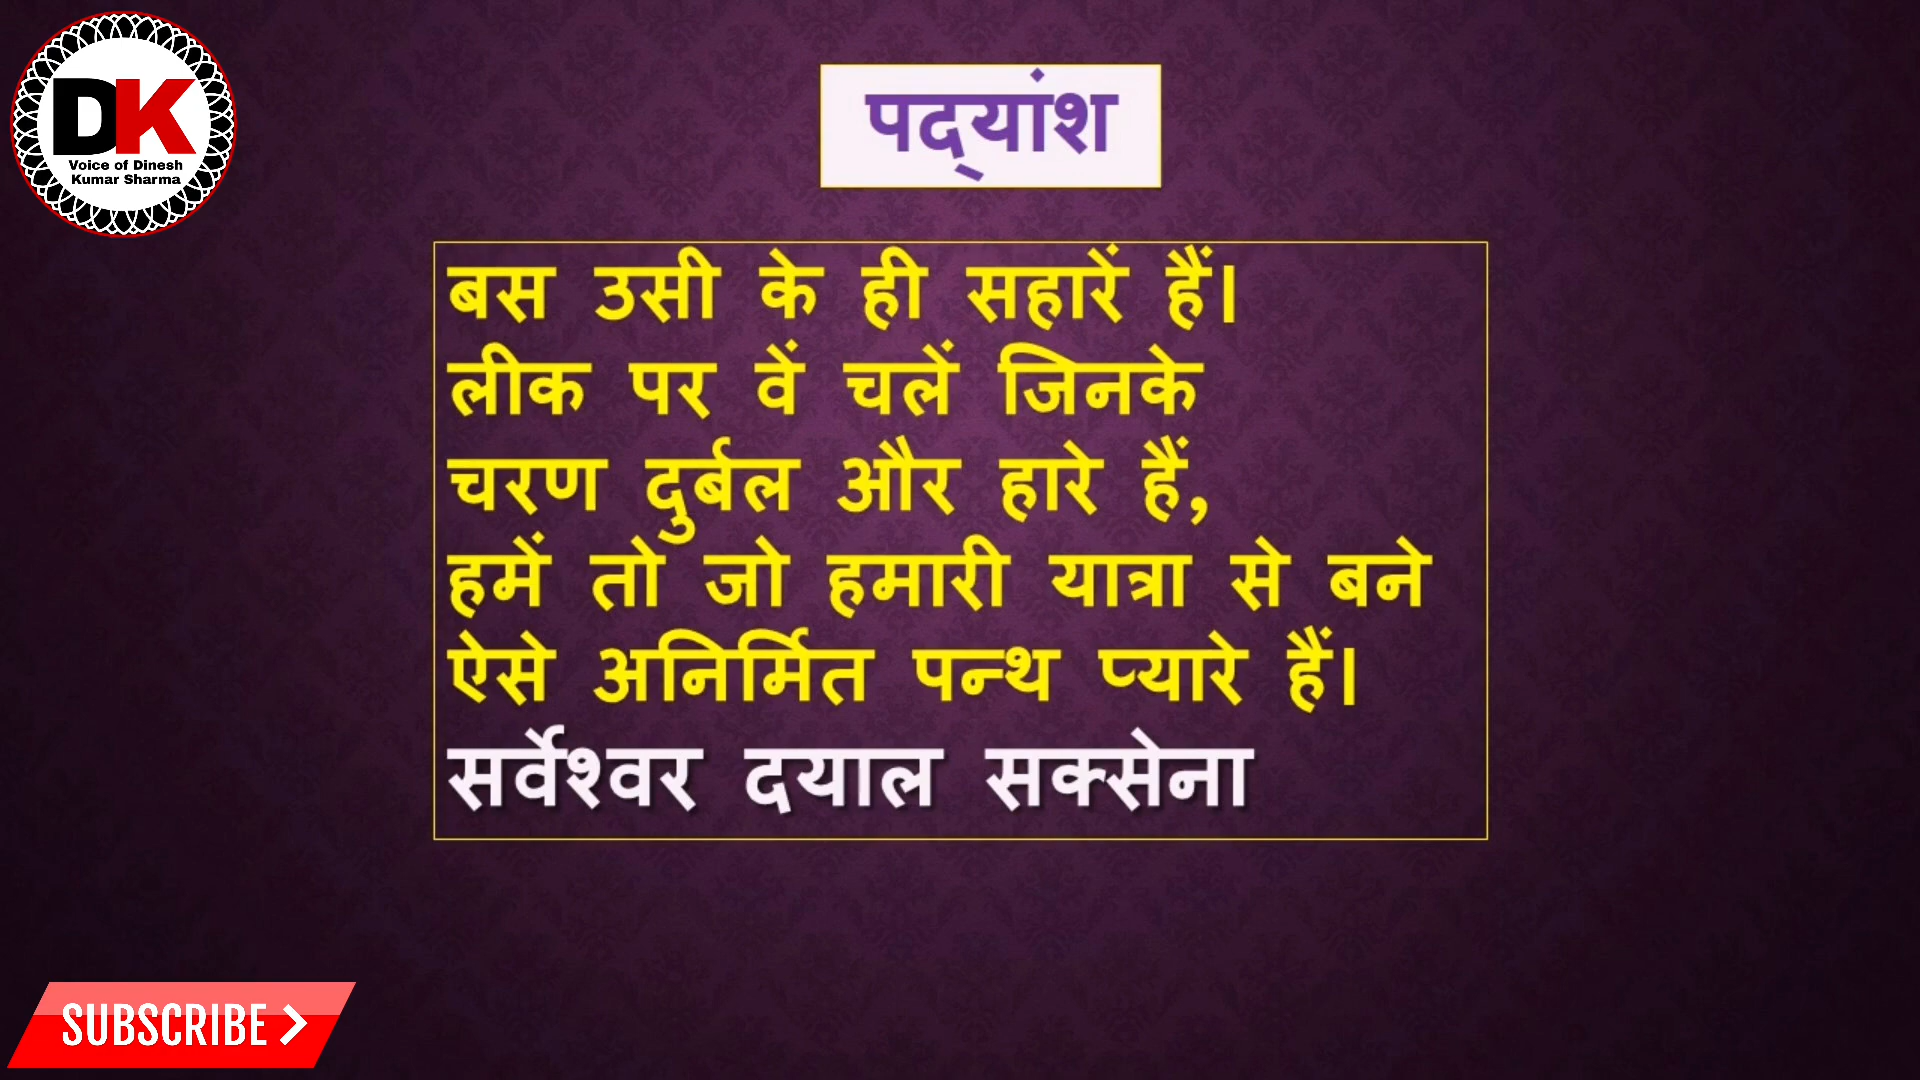 DK
Voice of Dinesh
Kumar Sharma
पद्‌यांश
बस उसी के ही सहारें हैं।
लीक पर वें चलें जिनके
चरण दुर्बल और हारे हैं,
हमें तो जो हमारी यात्रा से बने
ऐसे अनिर्मित पन्थ प्यारे हैं।
सर्वेश्वर दयाल सक्सेना
SUBSCRIBE